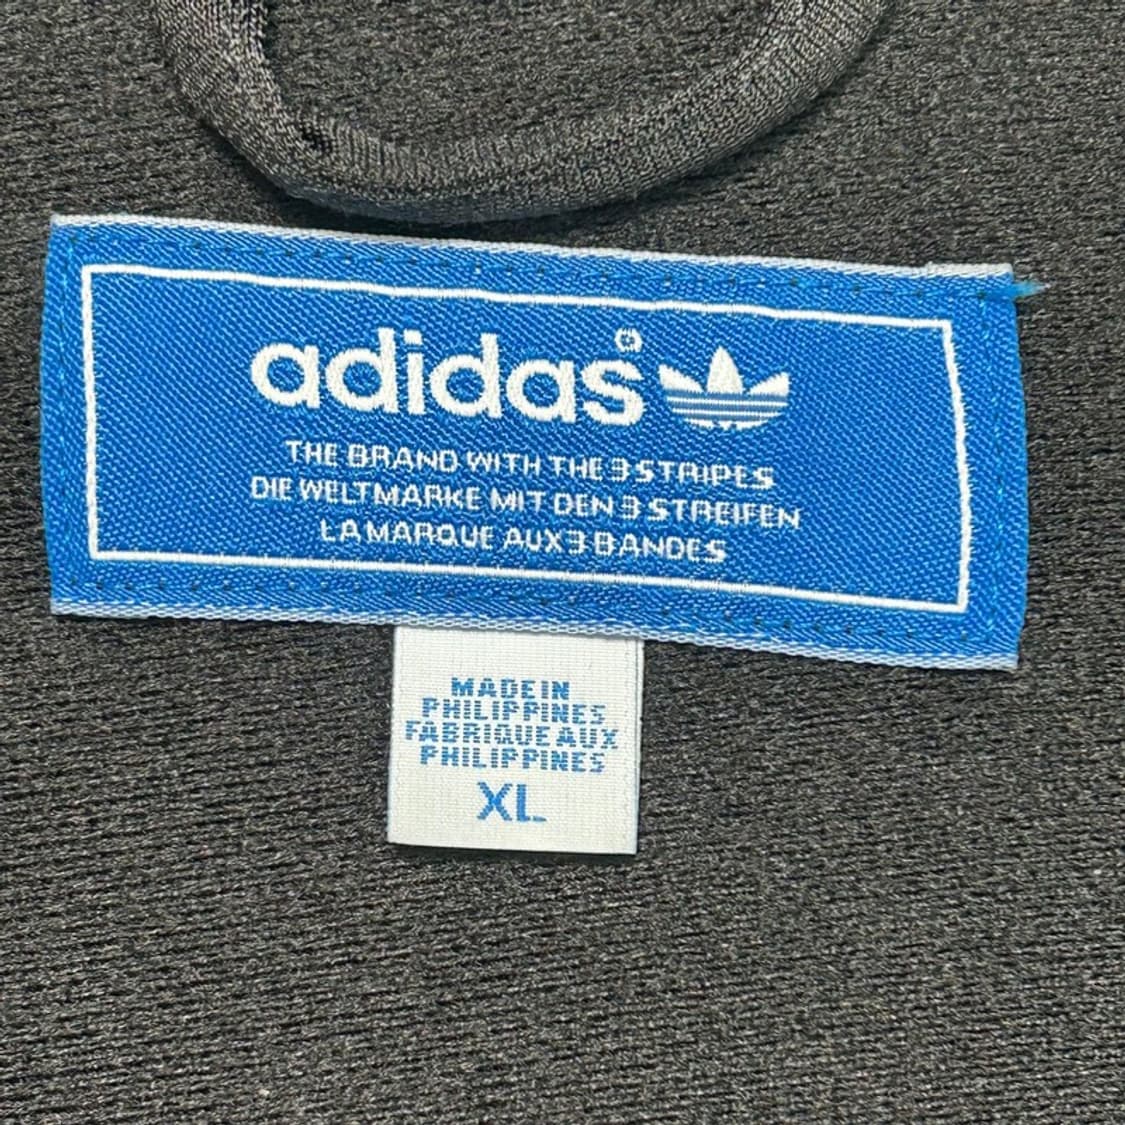 adidas®
THE BRAND WITH THE 3 STRIPES
DIE WELTMARKE MIT DEN 3 STREIFEN
LA MARQUE AUX 3 BANDES
MADE IN
PHILIPPINES
FABRIQUE AUX
PHILIPPINES
XL